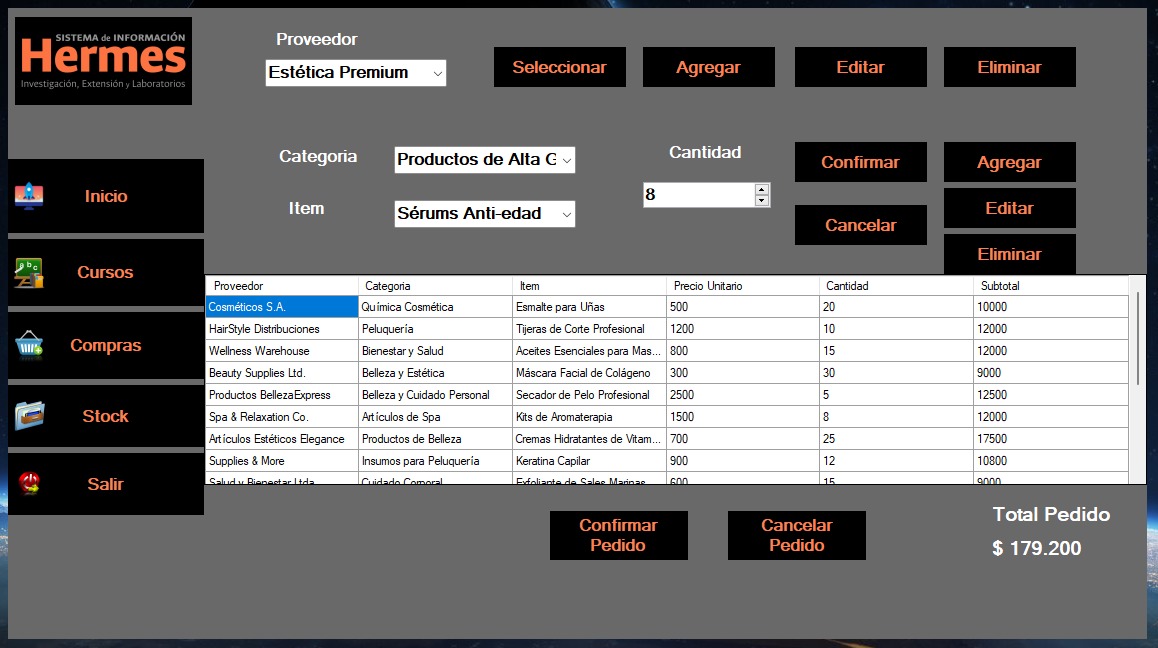 SISTEMA de INFORMACIÓN
Hermes
Investigación, Extensión y Laboratorios
Proveedor
Estética Premium
Seleccionar
Agregar
Editar
Eliminar
Categoria
Productos de Alta G
Item
Sérums Anti-edad
Cantidad
8
Confirmar
Agregar
Cancelar
Editar
Eliminar
Inicio
Cursos
Compras
Stock
Salir
Proveedor Categoria Item Precio Unitario Cantidad Subtotal
Cosméticos S.A. Química Cosmética Esmalte para Uñas 500 20 10000
HairStyle Distribuciones Peluquería Tijeras de Corte Profesional 1200 10 12000
Wellness Warehouse Bienestar y Salud Aceites Esenciales para Mas... 800 15 12000
Beauty Supplies Ltd. Belleza y Estética Máscara Facial de Colágeno 300 30 9000
Productos BellezaExpress Belleza y Cuidado Personal Secador de Pelo Profesional 2500 5 12500
Spa & Relaxation Co. Artículos de Spa Kits de Aromaterapia 1500 8 12000
Artículos Estéticos Elegance Productos de Belleza Cremas Hidratantes de Vitam... 700 25 17500
Supplies & More Insumos para Peluquería Keratina Capilar 900 12 10800
Salud y Bienestar Ltda. Cuidado Corporal Exfoliante de Sales Marinas 600 15 9000
Confirmar
Pedido
Cancelar
Pedido
Total Pedido
$ 179.200